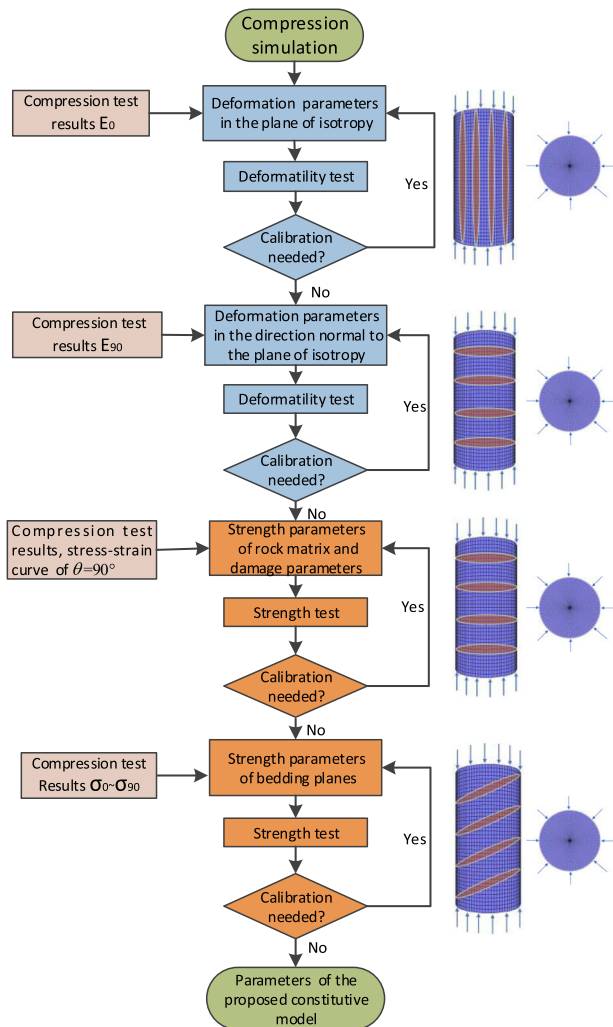 Compression
simulation
Compression test
results E0
Deformation parameters
in the plane of isotropy
Deformatility test
Yes
Calibration
needed?
No
Compression test
results E90
Deformation parameters
in the direction normal to
the plane of isotropy
Deformatility test
Yes
Calibration
needed?
No
Compression test
results, stress-strain
curve of θ=90°
Strength parameters
of rock matrix and
damage parameters
Strength test
Yes
Calibration
needed?
No
Compression test
Results σ0~σ90
Strength parameters
of bedding planes
Strength test
Yes
Calibration
needed?
No
Parameters of the
proposed constitutive
model